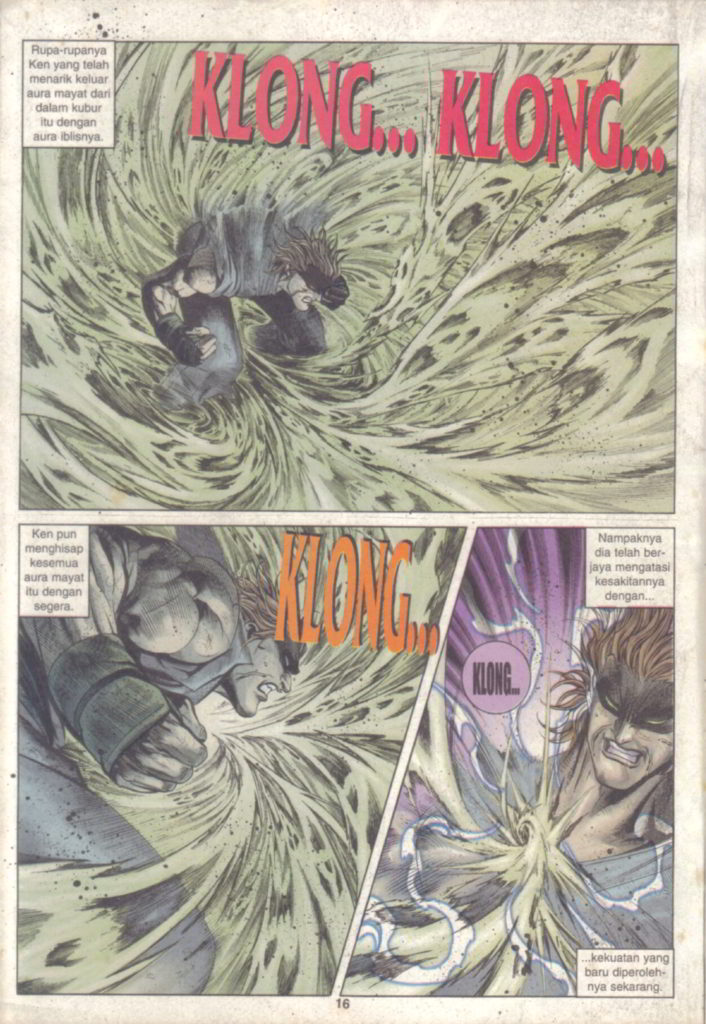 Rupa-rupanya
Ken yang telah
menarik keluar
aura mayat dari
dalam kubur
itu dengan
aura iblisnya.
KLONG... KLONG...
Ken pun
menghisap
kesemua
aura mayat
itu dengan
segera.
KLONG...
Nampaknya
dia telah ber-
jaya mengatasi
kesakitannya
dengan...
KLONG...
...kekuatan yang
baru diperoleh-
nya sekarang.
16